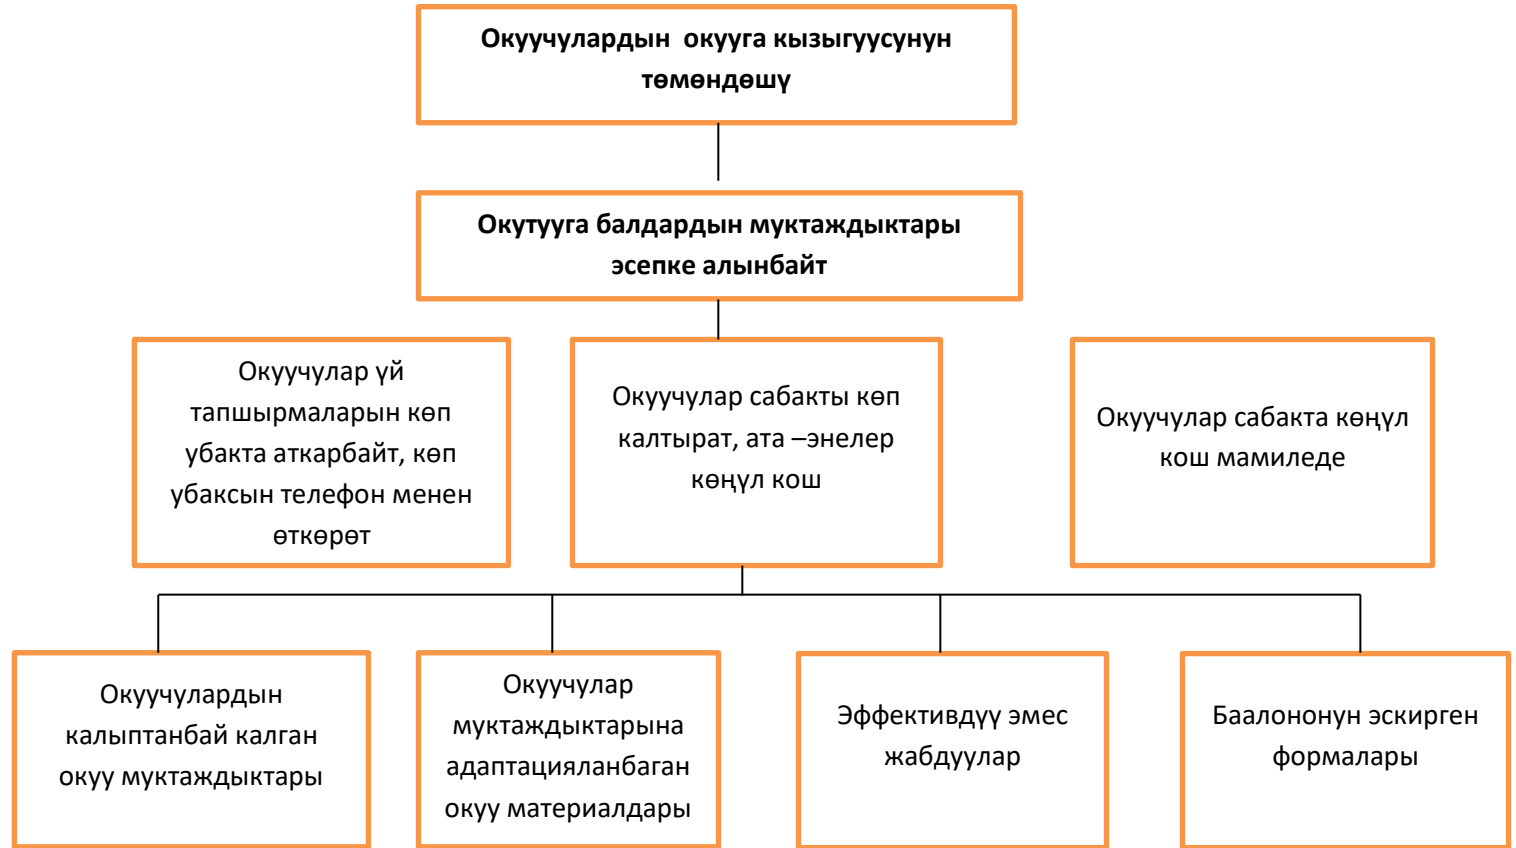 Окуучулардын  окууга кызыгуусунун
төмөндөшү
Окутууга балдардын муктаждыктары
эсепке алынбайт
Окуучулар үй
тапшырмаларын көп
убакта аткарбайт, көп
убаксын телефон менен
өткөрөт
Окуучулар сабакты көп
калтырат, ата –энелер
көңүл кош
Окуучулар сабакта көңүл
кош мамиледе
Окуучулардын
калыптанбай калган
окуу муктаждыктары
Окуучулар
муктаждыктарына
адаптацияланбаган
окуу материалдары
Эффективдүү эмес
жабдуулар
Баалононун эскирген
формалары